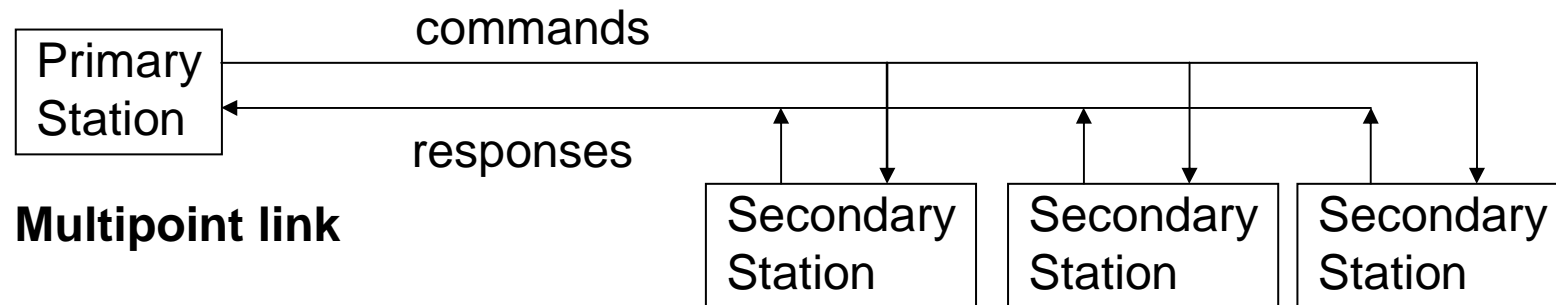 commands
Primary
Station
responses
Multipoint link
Secondary
Station
Secondary
Station
Secondary
Station